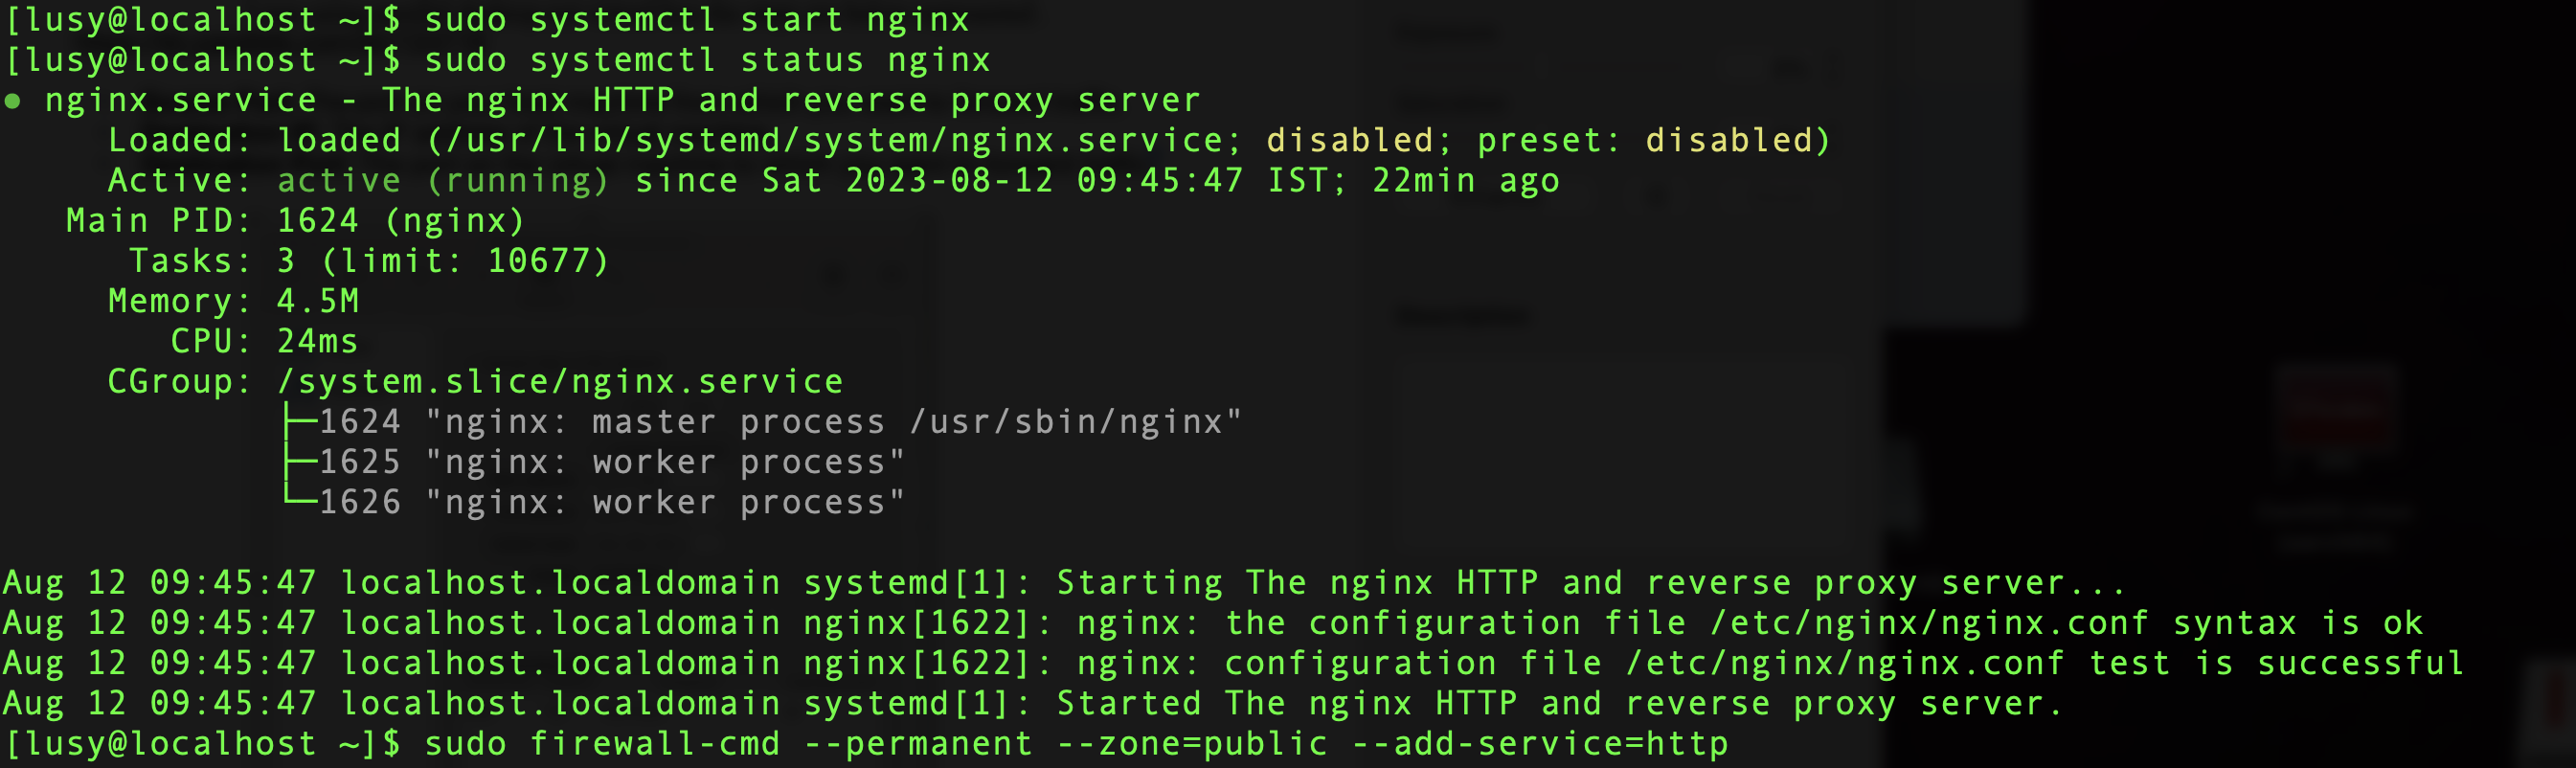 [lusy@localhost ~]$ sudo systemctl start nginx
[lusy@localhost ~]$ sudo systemctl status nginx
● nginx.service - The nginx HTTP and reverse proxy server
     Loaded: loaded (/usr/lib/systemd/system/nginx.service; disabled; preset: disabled)
     Active: active (running) since Sat 2023-08-12 09:45:47 IST; 22min ago
   Main PID: 1624 (nginx)
      Tasks: 3 (limit: 10677)
     Memory: 4.5M
        CPU: 24ms
     CGroup: /system.slice/nginx.service
             ├─1624 "nginx: master process /usr/sbin/nginx"
             ├─1625 "nginx: worker process"
             └─1626 "nginx: worker process"

Aug 12 09:45:47 localhost.localdomain systemd[1]: Starting The nginx HTTP and reverse proxy server...
Aug 12 09:45:47 localhost.localdomain nginx[1622]: nginx: the configuration file /etc/nginx/nginx.conf syntax is ok
Aug 12 09:45:47 localhost.localdomain nginx[1622]: nginx: configuration file /etc/nginx/nginx.conf test is successful
Aug 12 09:45:47 localhost.localdomain systemd[1]: Started The nginx HTTP and reverse proxy server.
[lusy@localhost ~]$ sudo firewall-cmd --permanent --zone=public --add-service=http